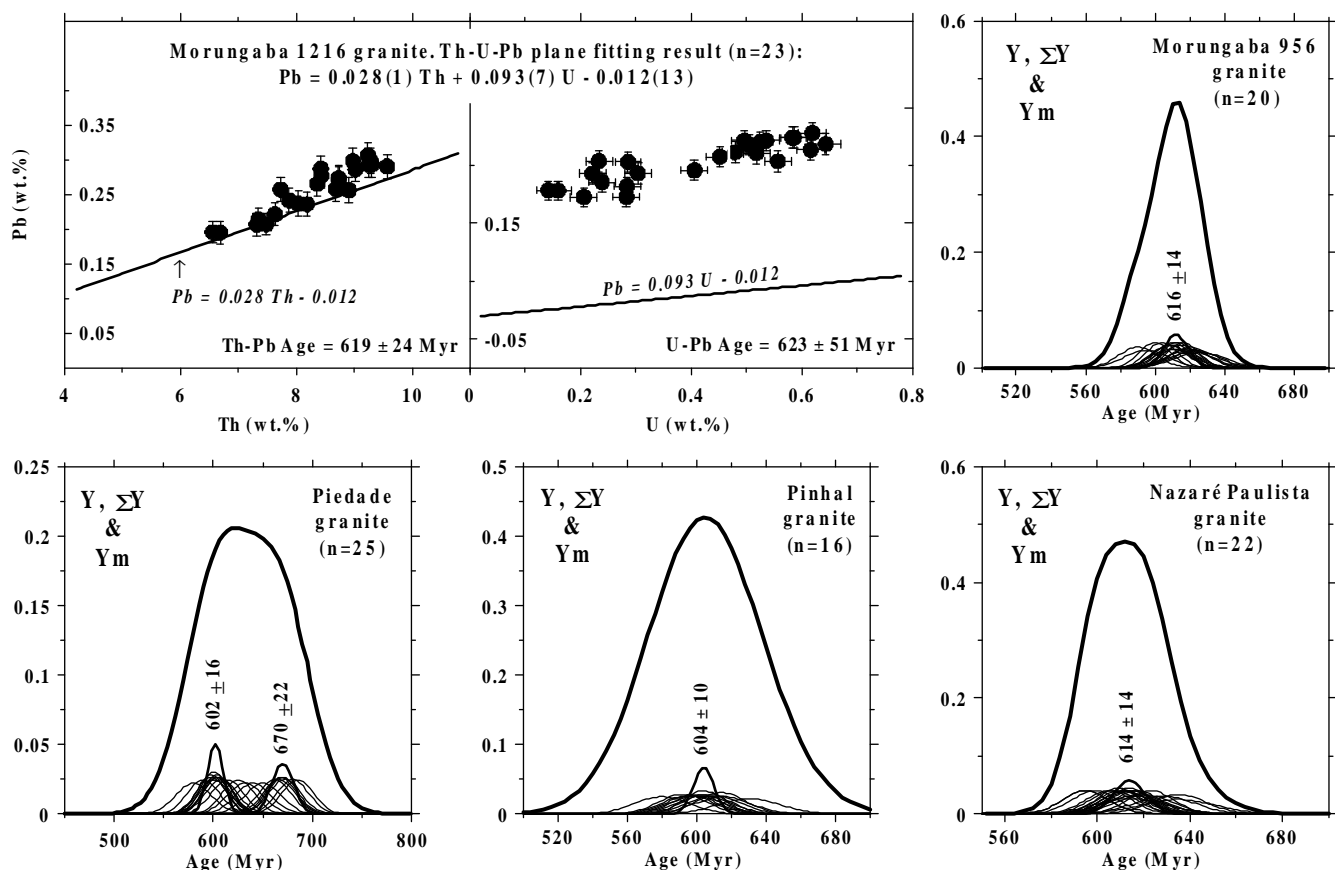 Morungaba 1216 granite. Th-U-Pb plane fitting result (n=23):
Pb = 0.028(1) Th + 0.093(7) U - 0.012(13)
Pb (wt.%)
0.35
0.25
0.15
0.05
↑
Pb = 0.028 Th - 0.012
Th-Pb Age = 619 ± 24 Myr
4
6
8
10
Th (wt.%)
0.15
-0.05
Pb = 0.093 U - 0.012
U-Pb Age = 623 ± 51 Myr
0
0.2
0.4
0.6
0.8
U (wt.%)
0.6
0.4
0.2
0
Y, ΣY
&
Ym
Morungaba 956
granite
(n=20)
616 ± 14
520
560
600
640
680
Age (Myr)
0.25
0.2
0.15
0.1
0.05
0
Y, ΣY
&
Ym
Piedade
granite
(n=25)
602 ± 16
670 ± 22
500
600
700
800
Age (Myr)
0.5
0.4
0.3
0.2
0.1
0
Y, ΣY
&
Ym
Pinhal
granite
(n=16)
604 ± 10
520
560
600
640
680
Age (Myr)
0.6
0.4
0.2
0
Y, ΣY
&
Ym
Nazaré Paulista
granite
(n=22)
614 ± 14
560
600
640
680
Age (Myr)